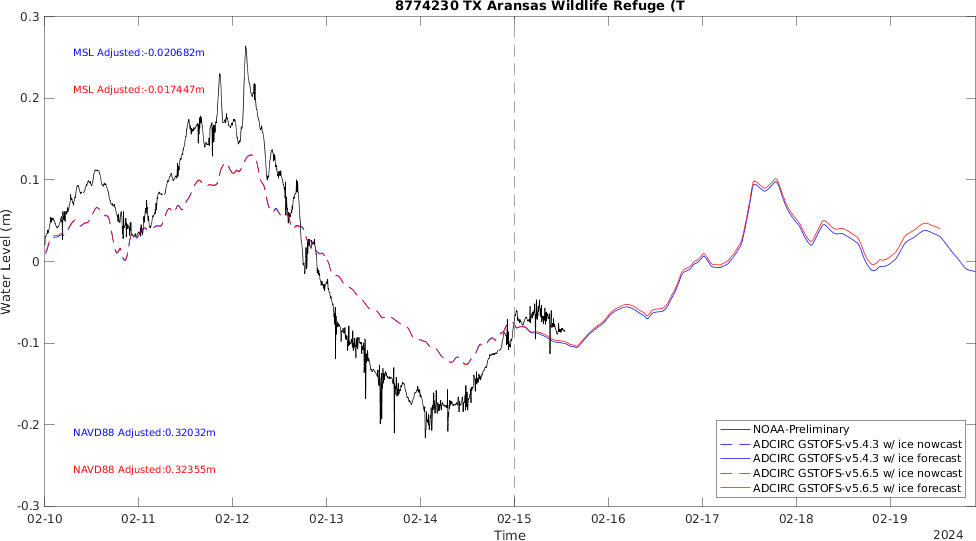 8774230 TX Aransas Wildlife Refuge (T
0.3
0.2
0.1
0
-0.1
-0.2
-0.3
Water Level (m)
MSL Adjusted:-0.020682m
MSL Adjusted:-0.017447m
NAVD88 Adjusted:0.32032m
NAVD88 Adjusted:0.32355m
NOAA-Preliminary
ADCIRC GSTOFS-v5.4.3 w/ ice nowcast
ADCIRC GSTOFS-v5.4.3 w/ ice forecast
ADCIRC GSTOFS-v5.6.5 w/ ice nowcast
ADCIRC GSTOFS-v5.6.5 w/ ice forecast
02-10 02-11 02-12 02-13 02-14 02-15 02-16 02-17 02-18 02-19
Time
2024